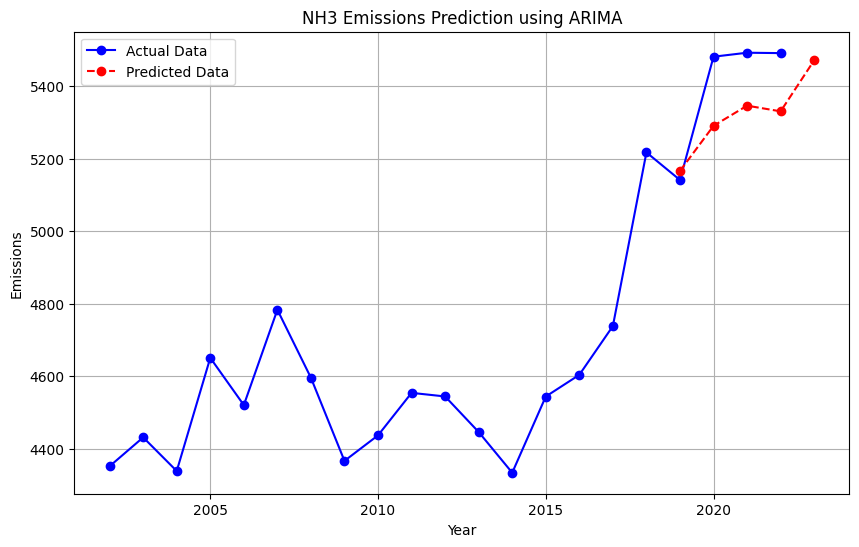 NH3 Emissions Prediction using ARIMA
Actual Data
Predicted Data
5400
5200
5000
4800
4600
4400
Emissions
2005
2010
2015
2020
Year